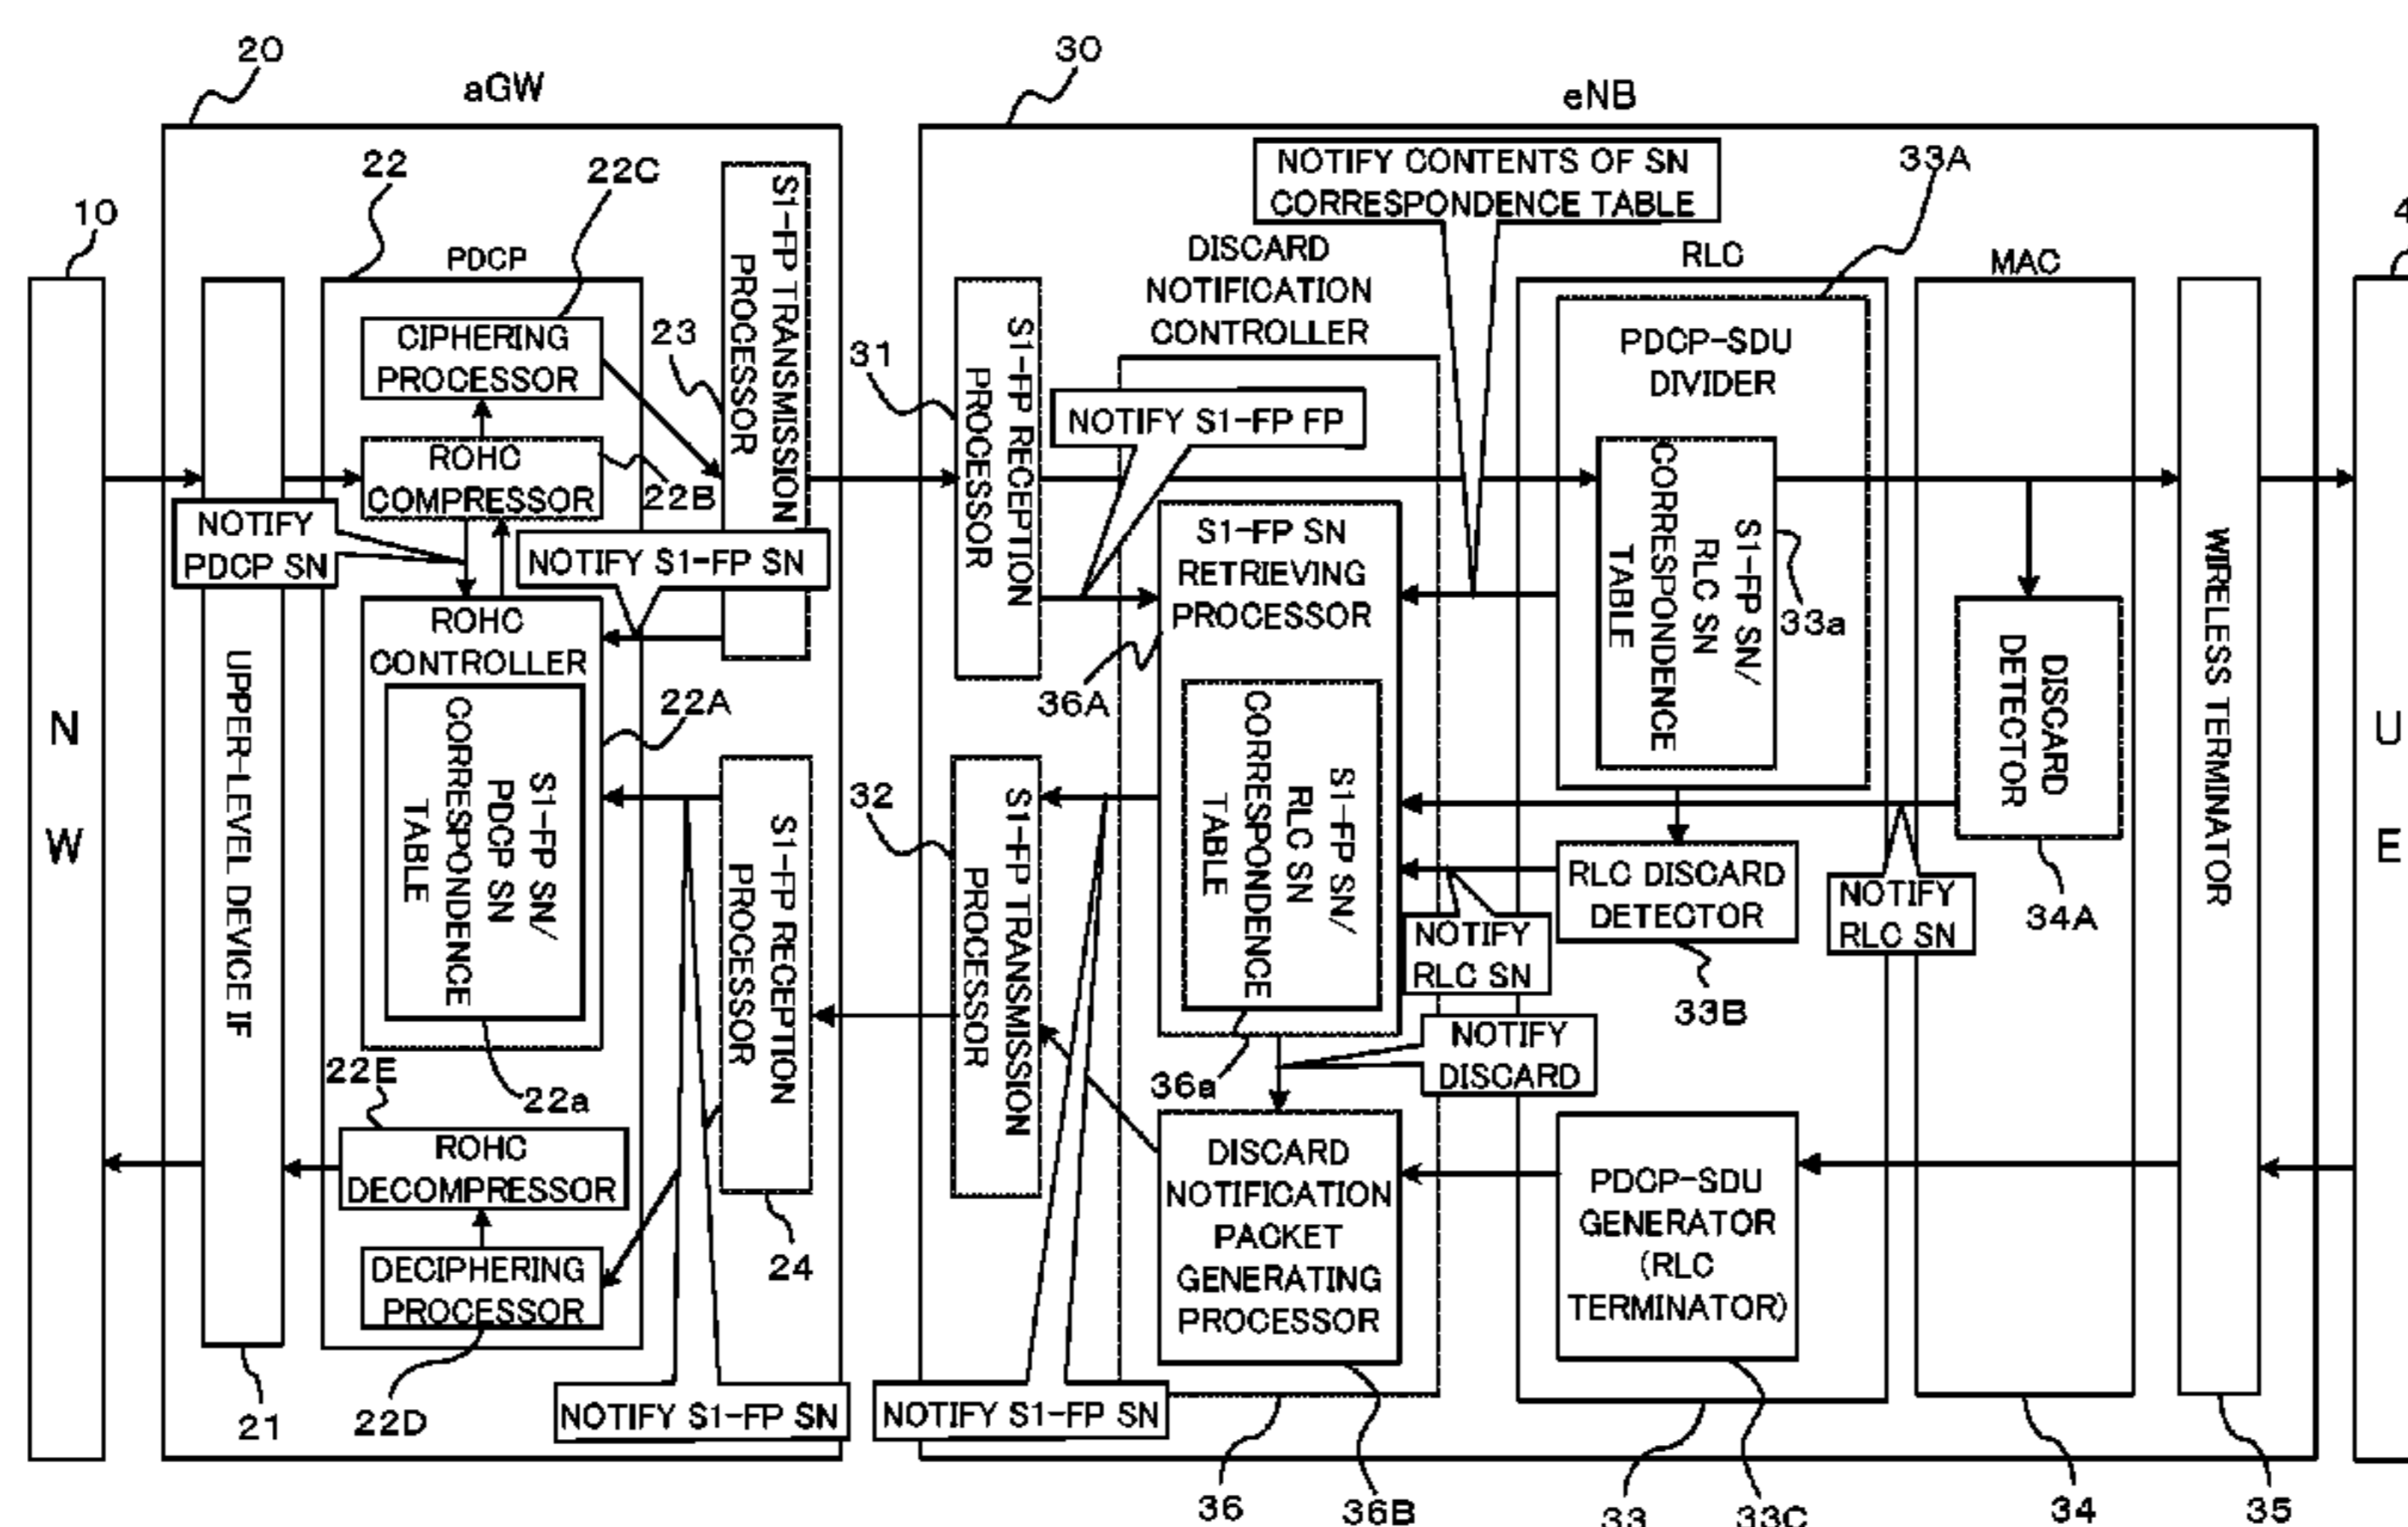 20
aGW
30
eNB
10
22
22C
PDCP
S1-FP TRANSMISSION
PROCESSOR
23
CIPHERING
PROCESSOR
ROHC
COMPRESSOR
22B
NOTIFY
PDCP SN
NOTIFY S1-FP SN
ROHC
CONTROLLER
22A
S1-FP SN/
PDCP SN
CORRESPONDENCE
TABLE
22a
N
W
UPPER-LEVEL DEVICE IF
21
22E
ROHC
DECOMPRESSOR
DECIPHERING
PROCESSOR
22D
S1-FP RECEPTION
PROCESSOR
24
NOTIFY S1-FP SN
NOTIFY CONTENTS OF SN
CORRESPONDENCE TABLE
33A
DISCARD
NOTIFICATION
CONTROLLER
RLC
MAC
31
S1-FP RECEPTION
PROCESSOR
NOTIFY S1-FP FP
PDCP-SDU
DIVIDER
S1-FP SN/
RLC SN
CORRESPONDENCE
TABLE
33a
S1-FP SN
RETRIEVING
PROCESSOR
36A
S1-FP SN/
RLC SN
CORRESPONDENCE
TABLE
36a
32
S1-FP TRANSMISSION
PROCESSOR
DISCARD
DETECTOR
34A
RLC DISCARD
DETECTOR
33B
NOTIFY
RLC SN
NOTIFY
RLC SN
NOTIFY
DISCARD
DISCARD
NOTIFICATION
PACKET
GENERATING
PROCESSOR
PDCP-SDU
GENERATOR
(RLC
TERMINATOR)
NOTIFY S1-FP SN
WIRELESS TERMINATOR
4
U
E
36
36B
33
33C
34
35